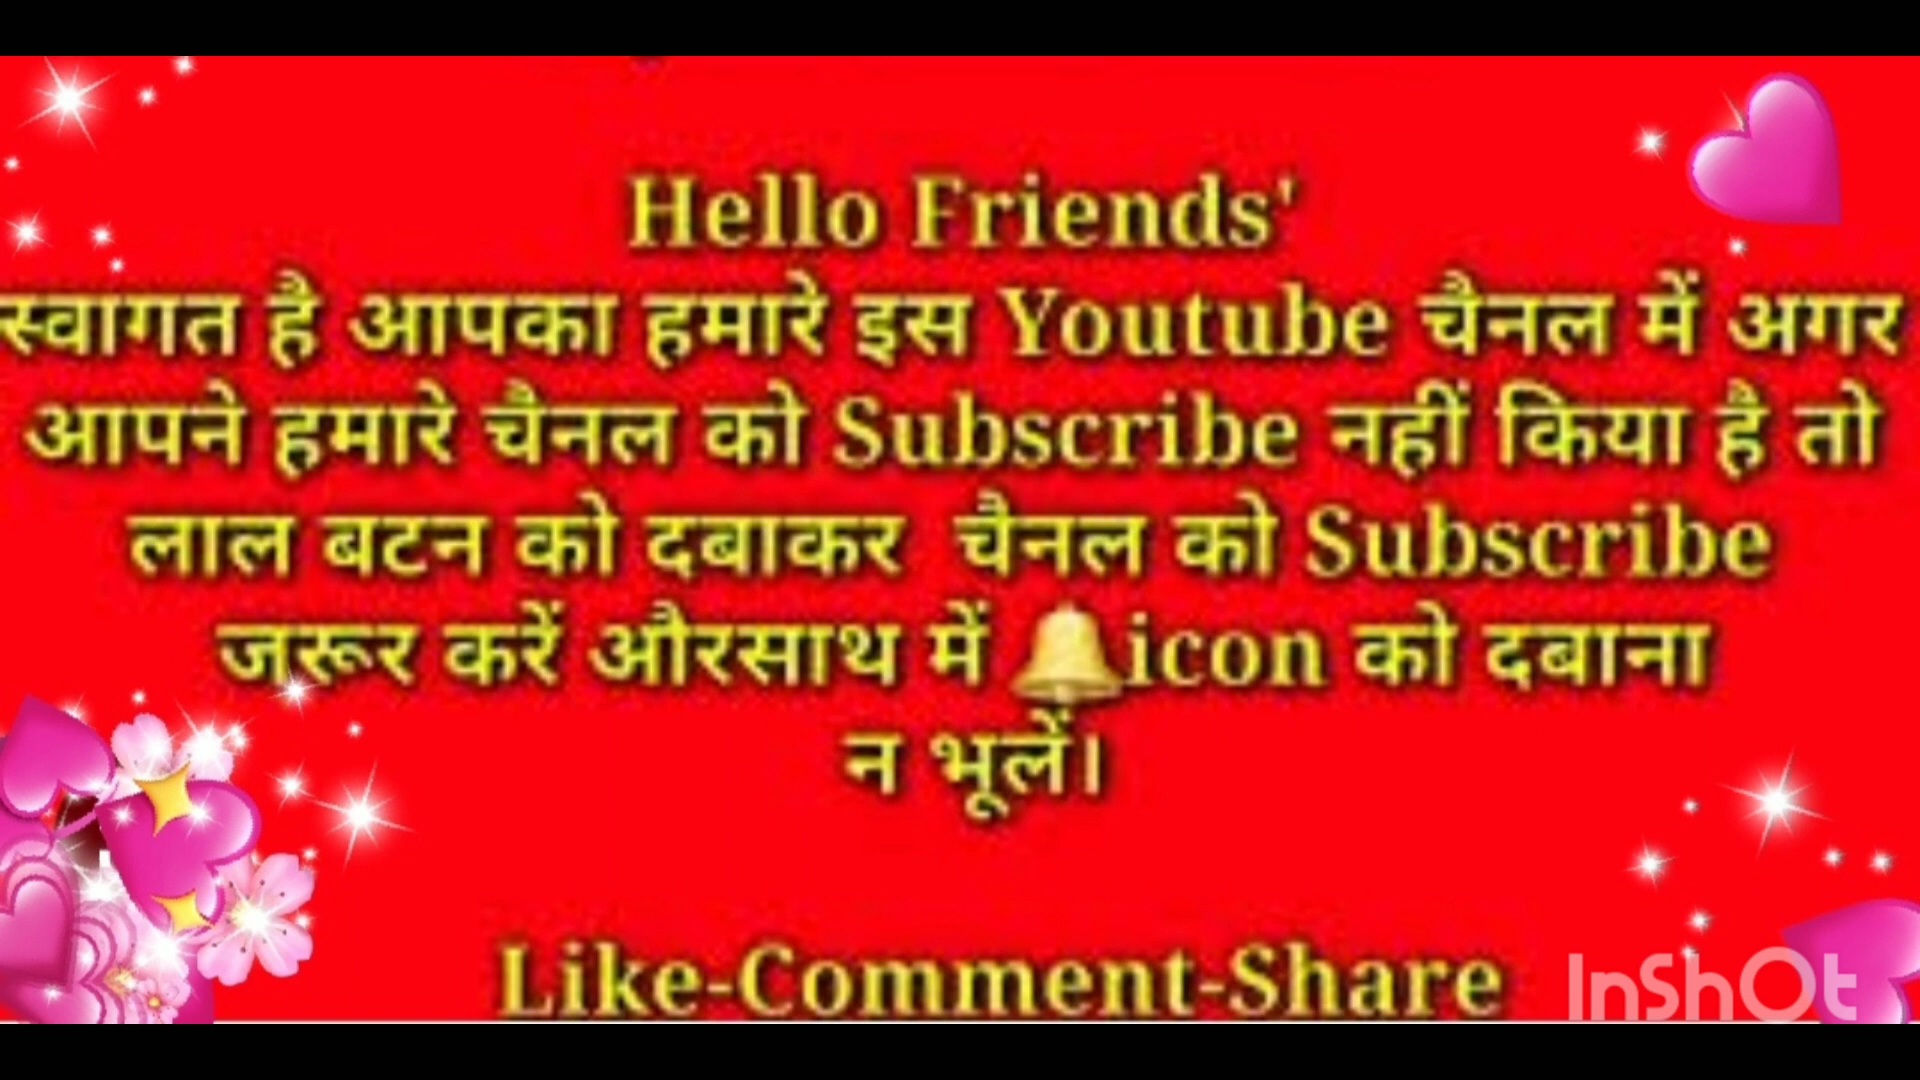 Hello Friends'
स्वागत है आपका हमारे इस Youtube चैनल में अगर
आपने हमारे चैनल को Subscribe नहीं किया है तो
लाल बटन को दबाकर चैनल को Subscribe
जरूर करें औरसाथ में 🔔icon को दबाना
न भूलें।
Like-Comment-Share
InShOt